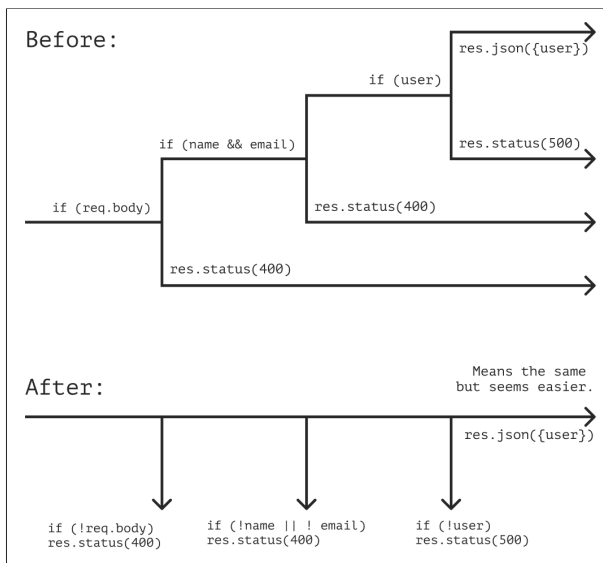 Before:
res.json({user})
if (user)
res.status(500)
if (name && email)
if (req.body)
res.status(400)
res.status(400)
Means the same
but seems easier.
After:
res.json({user})
if (!req.body)
res.status(400)
if (!name || ! email)
res.status(400)
if (!user)
res.status(500)